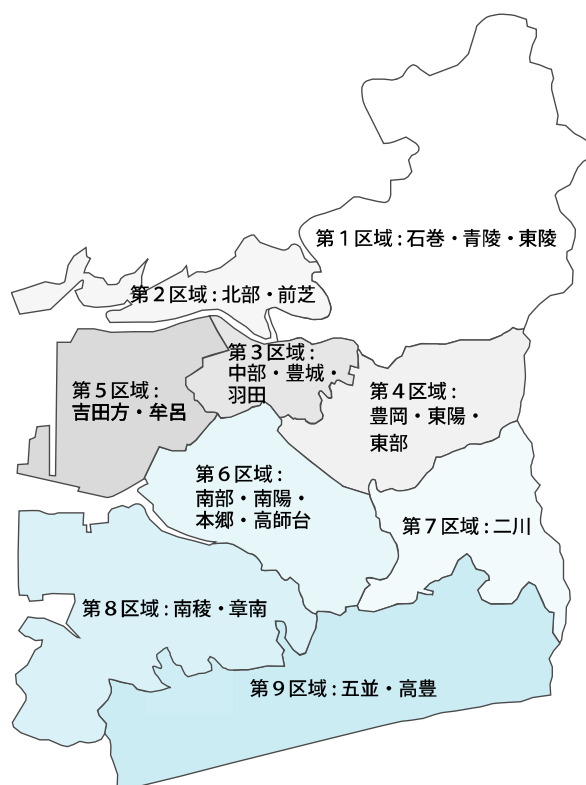 第１区域：石巻・青陵・東陵
第２区域：北部・前芝
第３区域：
中部・豊城・
羽田
第４区域：
豊岡・東陽・
東部
第５区域：
吉田方・牟呂
第６区域：
南部・南陽・
本郷・高師台
第７区域：二川
第８区域：南稜・章南
第９区域：五並・高豊